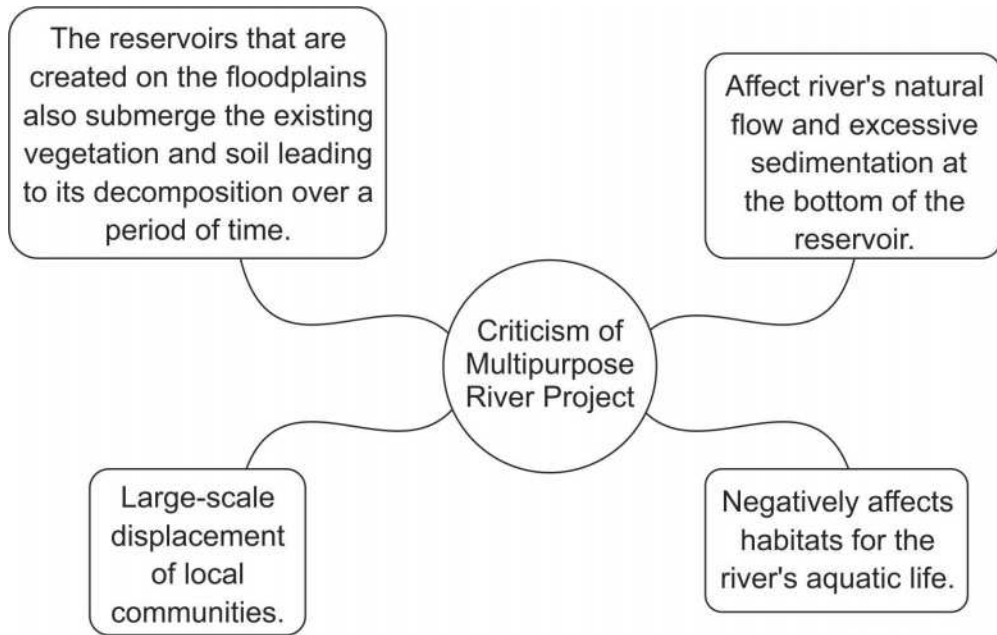 The reservoirs that are
created on the floodplains
also submerge the existing
vegetation and soil leading
to its decomposition over a
period of time.
Affect river's natural
flow and excessive
sedimentation at
the bottom of the
reservoir.
Criticism of
Multipurpose
River Project
Large-scale
displacement
of local
communities.
Negatively affects
habitats for the
river's aquatic life.